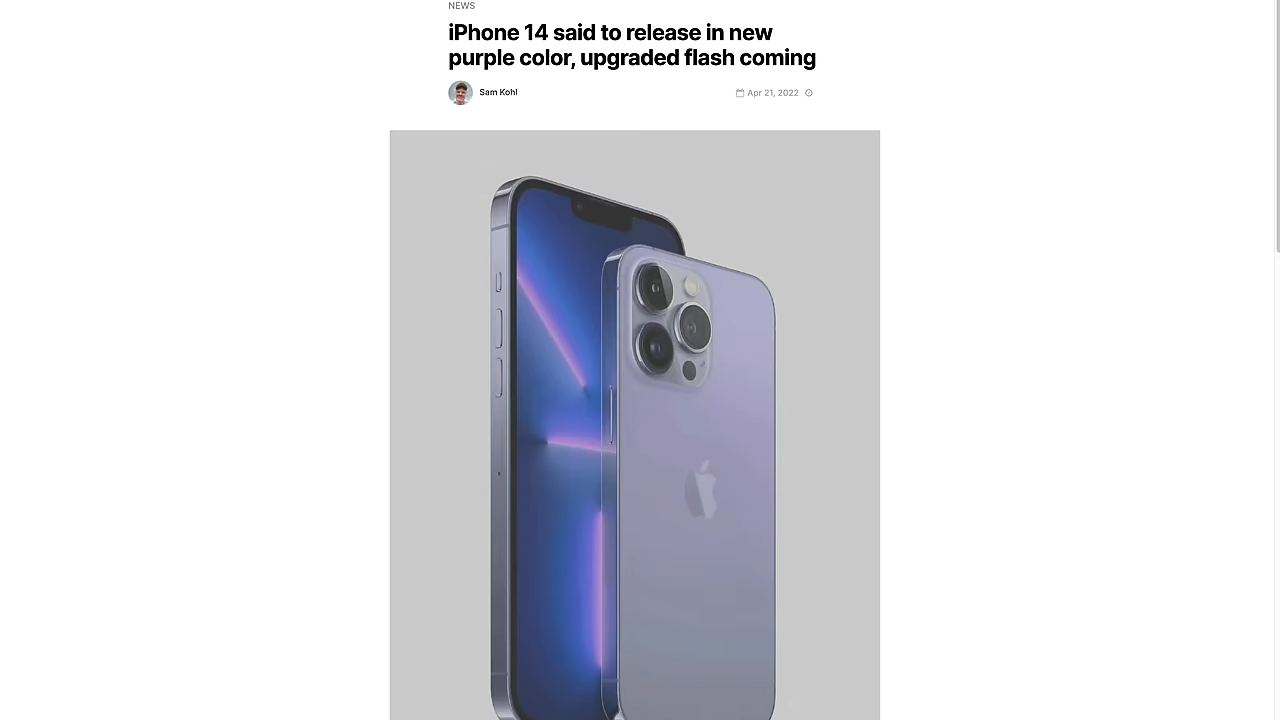 NEWS
iPhone 14 said to release in new
purple color, upgraded flash coming
Sam Kohl
Apr 21, 2022